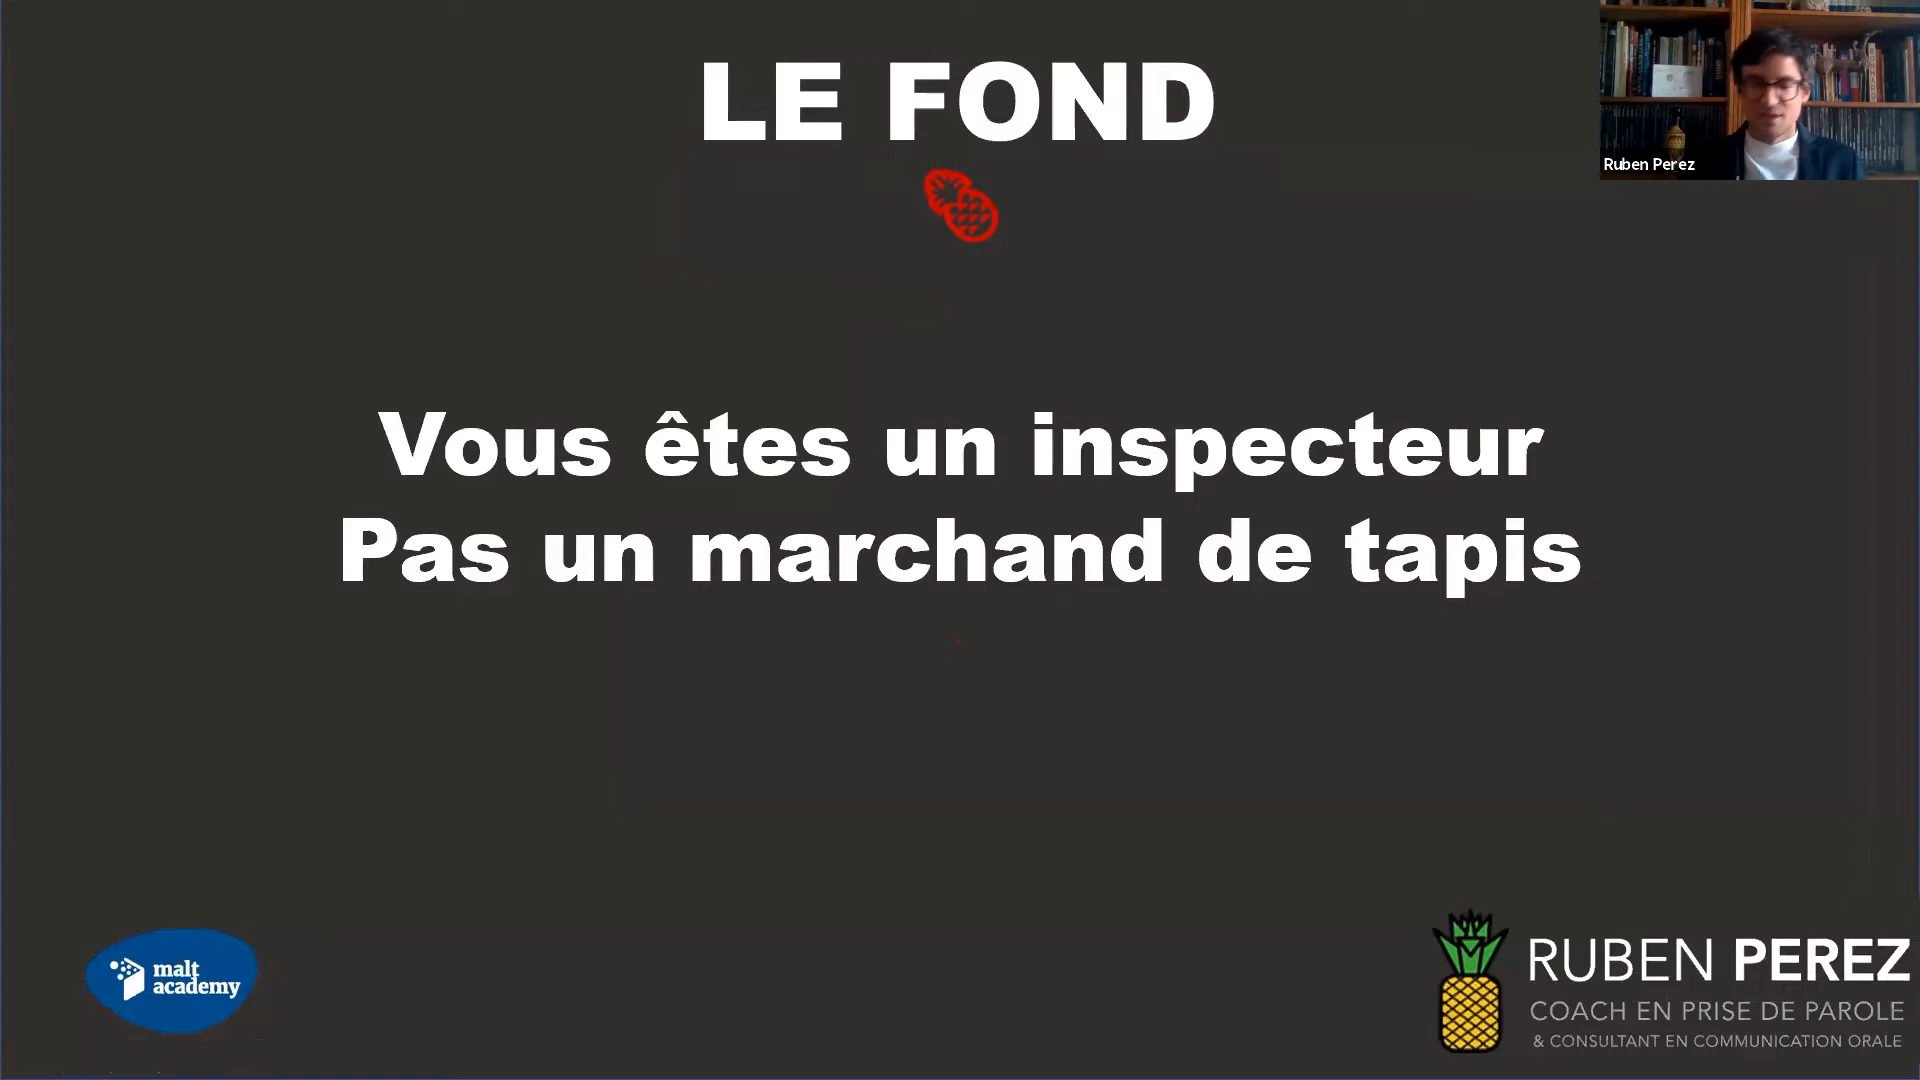 LE FOND
Ruben Perez
Vous êtes un inspecteur
Pas un marchand de tapis
malt
academy
RUBEN PEREZ
COACH EN PRISE DE PAROLE
& CONSULTANT EN COMMUNICATION ORALE